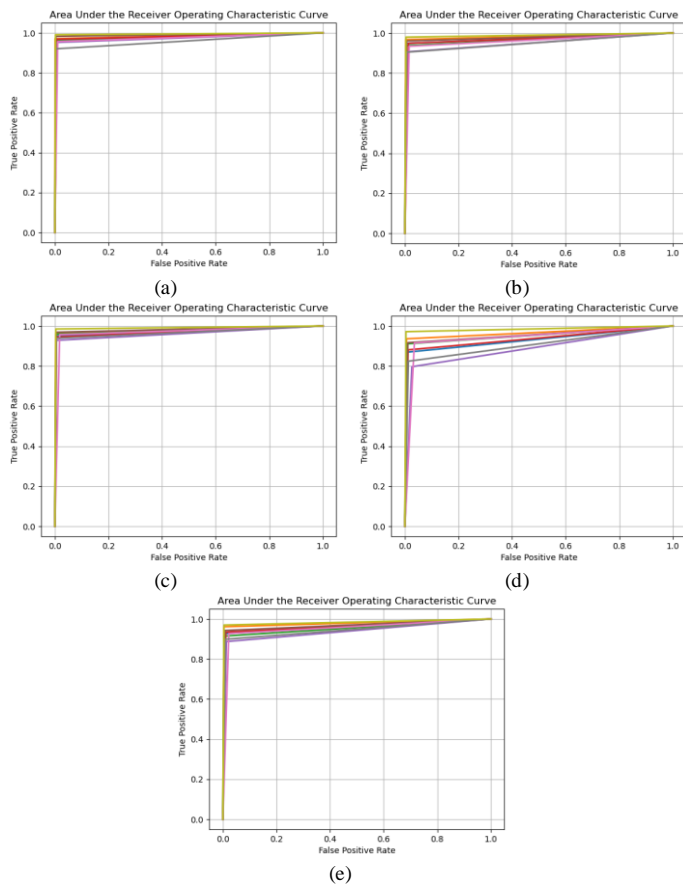 Area Under the Receiver Operating Characteristic Curve
1.0
0.8
0.6
0.4
0.2
0.0
True Positive Rate
0.0 0.2 0.4 0.6 0.8 1.0
False Positive Rate
(a)
Area Under the Receiver Operating Characteristic Curve
1.0
0.8
0.6
0.4
0.2
0.0
True Positive Rate
0.0 0.2 0.4 0.6 0.8 1.0
False Positive Rate
(b)
Area Under the Receiver Operating Characteristic Curve
1.0
0.8
0.6
0.4
0.2
0.0
True Positive Rate
0.0 0.2 0.4 0.6 0.8 1.0
False Positive Rate
(c)
Area Under the Receiver Operating Characteristic Curve
1.0
0.8
0.6
0.4
0.2
0.0
True Positive Rate
0.0 0.2 0.4 0.6 0.8 1.0
False Positive Rate
(d)
Area Under the Receiver Operating Characteristic Curve
1.0
0.8
0.6
0.4
0.2
0.0
True Positive Rate
0.0 0.2 0.4 0.6 0.8 1.0
False Positive Rate
(e)